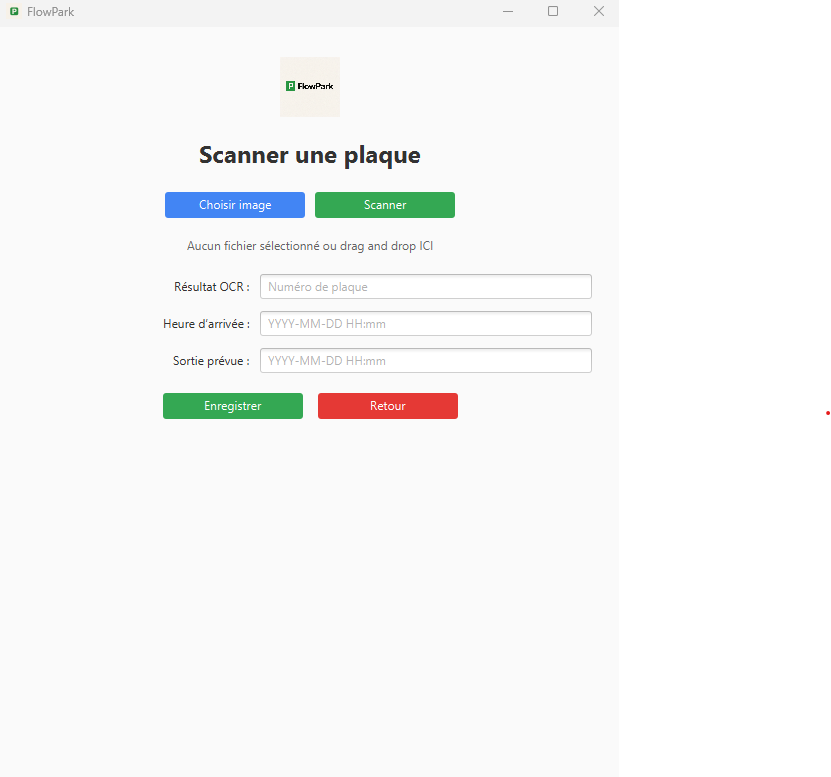 FlowPark
P FlowPark
Scanner une plaque
Choisir image Scanner
Aucun fichier sélectionné ou drag and drop ICI
Résultat OCR : Numéro de plaque
Heure d’arrivée : YYYY-MM-DD HH:mm
Sortie prévue : YYYY-MM-DD HH:mm
Enregistrer Retour